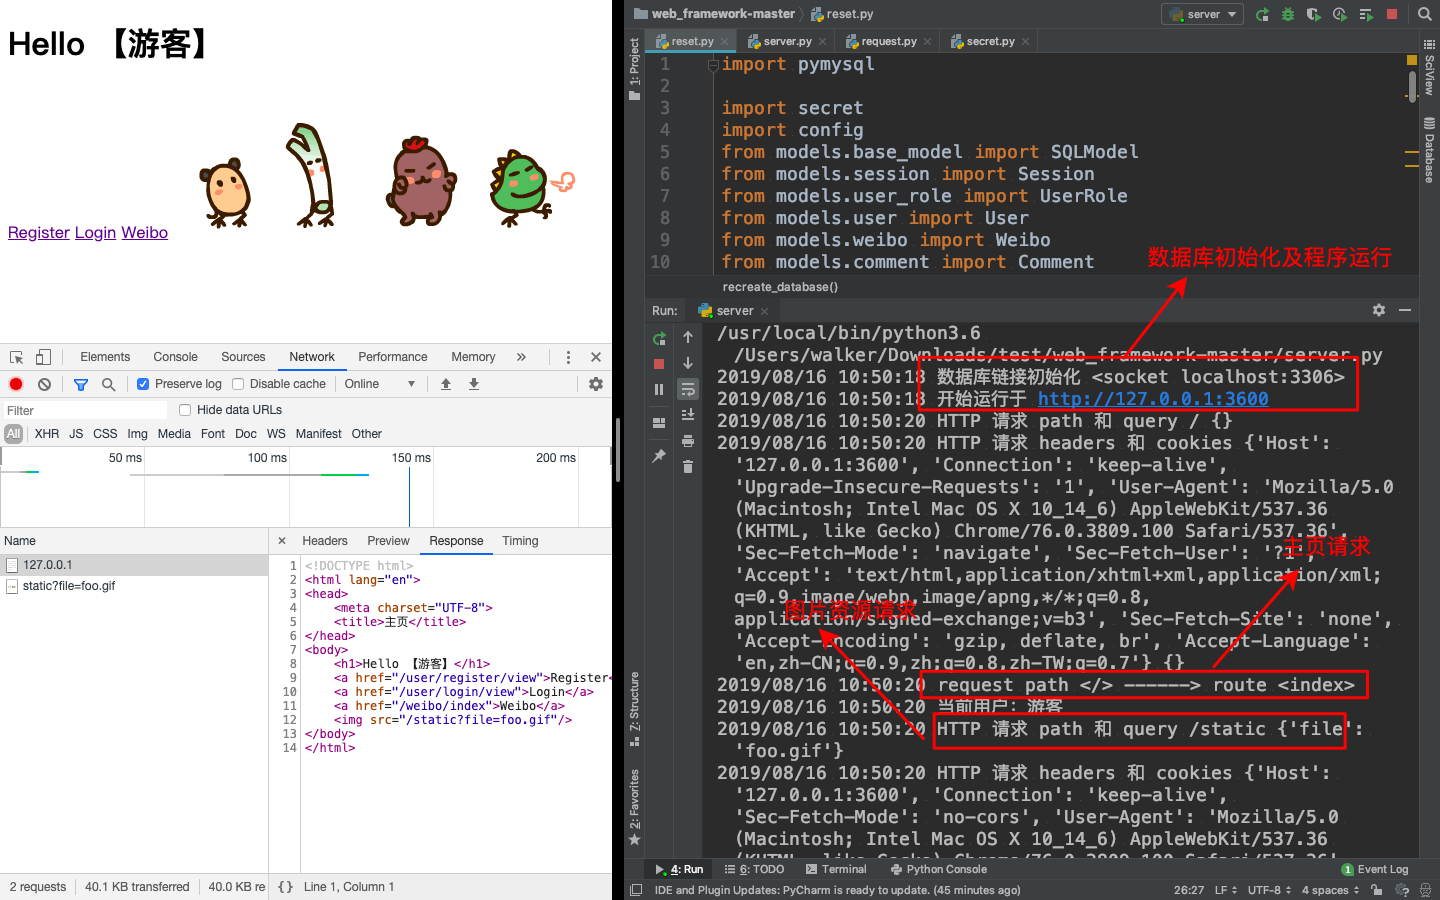 Hello 【游客】
Register Login Weibo
Elements Console Sources Network Performance Memory »
Preserve log Disable cache Online
Filter Hide data URLs
All XHR JS CSS Img Media Font Doc WS Manifest Other
50 ms 100 ms 150 ms 200 ms
Name
127.0.0.1
static?file=foo.gif
× Headers Preview Response Timing
1 <!DOCTYPE html>
2 <html lang="en">
3 <head>
4 <meta charset="UTF-8">
5 <title>主页</title>
6 </head>
7 <body>
8 <h1>Hello 【游客】</h1>
9 <a href="/user/register/view">Register<
10 <a href="/user/login/view">Login</a>
11 <a href="/weibo/index">Weibo</a>
12 <img src="/static?file=foo.gif"/>
13 </body>
14 </html>
2 requests 40.1 KB transferred 40.0 KB re {} Line 1, Column 1
web_framework-master reset.py server
reset.py server.py request.py secret.py
1: Project
SciView
Database
1 import pymysql
2
3 import secret
4 import config
5 from models.base_model import SQLModel
6 from models.session import Session
7 from models.user_role import UserRole
8 from models.user import User
9 from models.weibo import Weibo
10 from models.comment import Comment
数据库初始化及程序运行
recreate_database()
Run: server
/usr/local/bin/python3.6
/Users/walker/Downloads/test/web_framework-master/server.py
2019/08/16 10:50:18 数据库链接初始化 <socket localhost:3306>
2019/08/16 10:50:18 开始运行于 http://127.0.0.1:3600
2019/08/16 10:50:20 HTTP 请求 path 和 query / {}
2019/08/16 10:50:20 HTTP 请求 headers 和 cookies {'Host':
'127.0.0.1:3600', 'Connection': 'keep-alive',
'Upgrade-Insecure-Requests': '1', 'User-Agent': 'Mozilla/5.0
(Macintosh; Intel Mac OS X 10_14_6) AppleWebKit/537.36
(KHTML, like Gecko) Chrome/76.0.3809.100 Safari/537.36',
'Sec-Fetch-Mode': 'navigate', 'Sec-Fetch-User': '?1',
主页请求
'Accept': 'text/html,application/xhtml+xml,application/xml;
q=0.9,image/webp,image/apng,*/*;q=0.8,
图片资源请求
application/signed-exchange;v=b3', 'Sec-Fetch-Site': 'none',
'Accept-Encoding': 'gzip, deflate, br', 'Accept-Language':
'en,zh-CN;q=0.9,zh;q=0.8,zh-TW;q=0.7'} {}
2019/08/16 10:50:20 request path </> ------> route <index>
2019/08/16 10:50:20 当前用户: 游客
2019/08/16 10:50:20 HTTP 请求 path 和 query /static {'file':
'foo.gif'}
2019/08/16 10:50:20 HTTP 请求 headers 和 cookies {'Host':
'127.0.0.1:3600', 'Connection': 'keep-alive',
'Sec-Fetch-Mode': 'no-cors', 'User-Agent': 'Mozilla/5.0
(Macintosh; Intel Mac OS X 10_14_6) AppleWebKit/537.36
(KHTML, like Gecko) Chrome/76.0.3809.100 Safari/537.36'
7: Structure
2: Favorites
4: Run 6: TODO Terminal Python Console 1 Event Log
IDE and Plugin Updates: PyCharm is ready to update. (45 minutes ago) 26:27 LF UTF-8 4 spaces